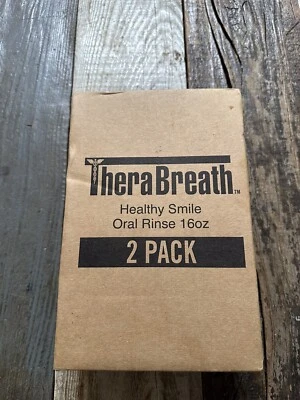 TheraBreath™
Healthy Smile
Oral Rinse 16oz
2 PACK